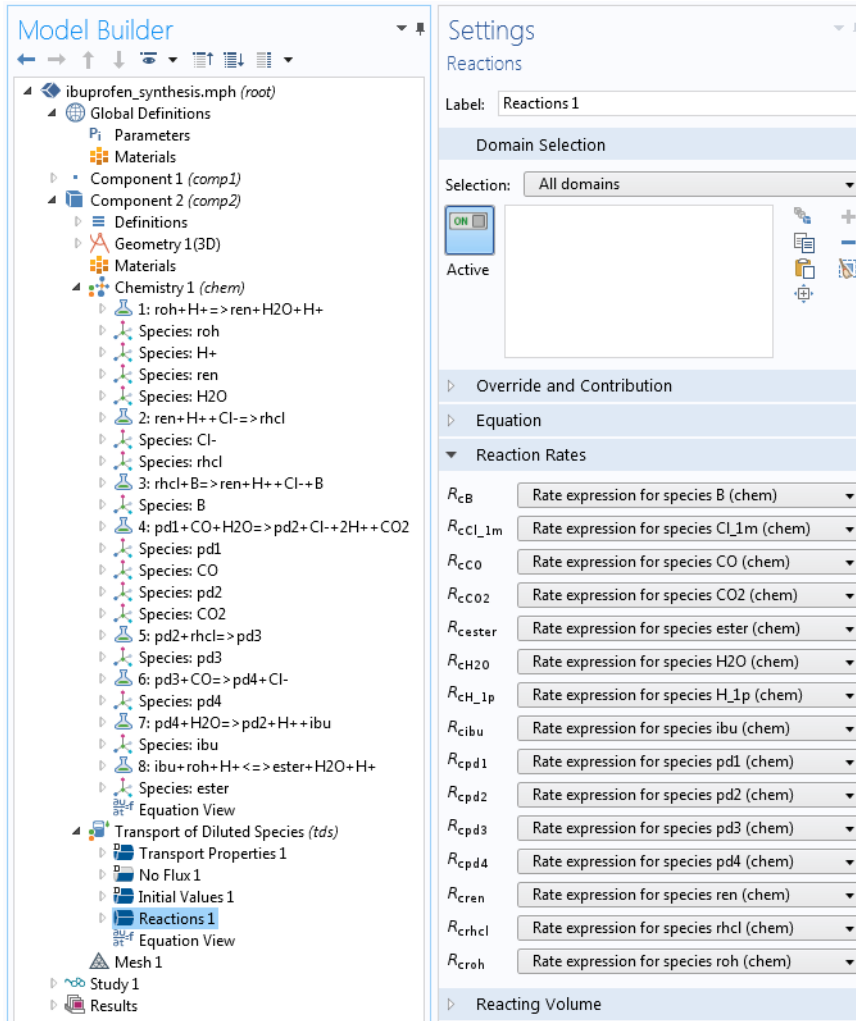 Model Builder
ibuprofen_synthesis.mph (root)
Global Definitions
Pi Parameters
Materials
Component 1 (comp1)
Component 2 (comp2)
Definitions
Geometry 1(3D)
Materials
Chemistry 1 (chem)
1: roh+H+=>ren+H2O+H+
Species: roh
Species: H+
Species: ren
Species: H2O
2: ren+H++Cl-=>rhcl
Species: Cl-
Species: rhcl
3: rhcl+B=>ren+H++Cl-+B
Species: B
4: pd1+CO+H2O=>pd2+Cl-+2H++CO2
Species: pd1
Species: CO
Species: pd2
Species: CO2
5: pd2+rhcl=>pd3
Species: pd3
6: pd3+CO=>pd4+Cl-
Species: pd4
7: pd4+H2O=>pd2+H++ibu
Species: ibu
8: ibu+roh+H+<=>ester+H2O+H+
Species: ester
Equation View
Transport of Diluted Species (tds)
Transport Properties 1
No Flux 1
Initial Values 1
Reactions 1
Equation View
Mesh 1
Study 1
Results
Settings
Reactions
Label: Reactions 1
Domain Selection
Selection: All domains
ON
Active
Override and Contribution
Equation
Reaction Rates
RcB Rate expression for species B (chem)
RcCl_1m Rate expression for species Cl_1m (chem)
RcCO Rate expression for species CO (chem)
RcCO2 Rate expression for species CO2 (chem)
Rcester Rate expression for species ester (chem)
RcH2O Rate expression for species H2O (chem)
RcH_1p Rate expression for species H_1p (chem)
Rcibu Rate expression for species ibu (chem)
Rcpd1 Rate expression for species pd1 (chem)
Rcpd2 Rate expression for species pd2 (chem)
Rcpd3 Rate expression for species pd3 (chem)
Rcpd4 Rate expression for species pd4 (chem)
Rcren Rate expression for species ren (chem)
Rcrhcl Rate expression for species rhcl (chem)
Rcroh Rate expression for species roh (chem)
Reacting Volume